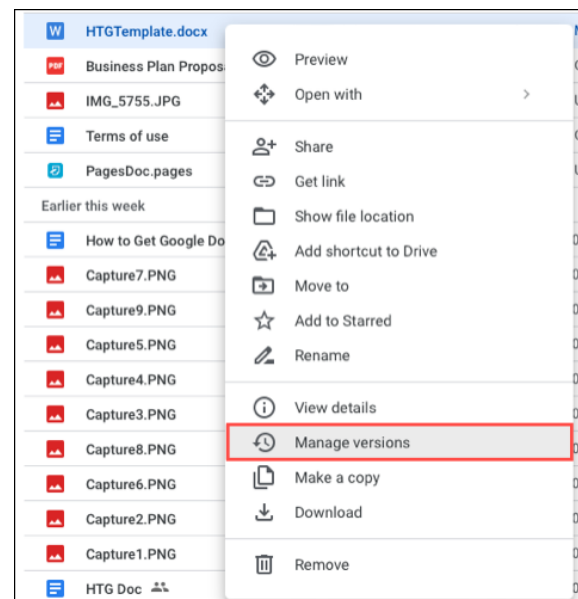 W HTGTemplate.docx
PDF Business Plan Propos
Preview
IMG_5755.JPG
Open with
Terms of use
Share
PagesDoc.pages
Get link
Earlier this week
Show file location
How to Get Google Do
Add shortcut to Drive
Capture7.PNG
Move to
Capture9.PNG
Add to Starred
Capture5.PNG
Rename
Capture4.PNG
Capture3.PNG
View details
Capture8.PNG
Manage versions
Capture6.PNG
Make a copy
Capture2.PNG
Download
Capture1.PNG
Remove
HTG Doc